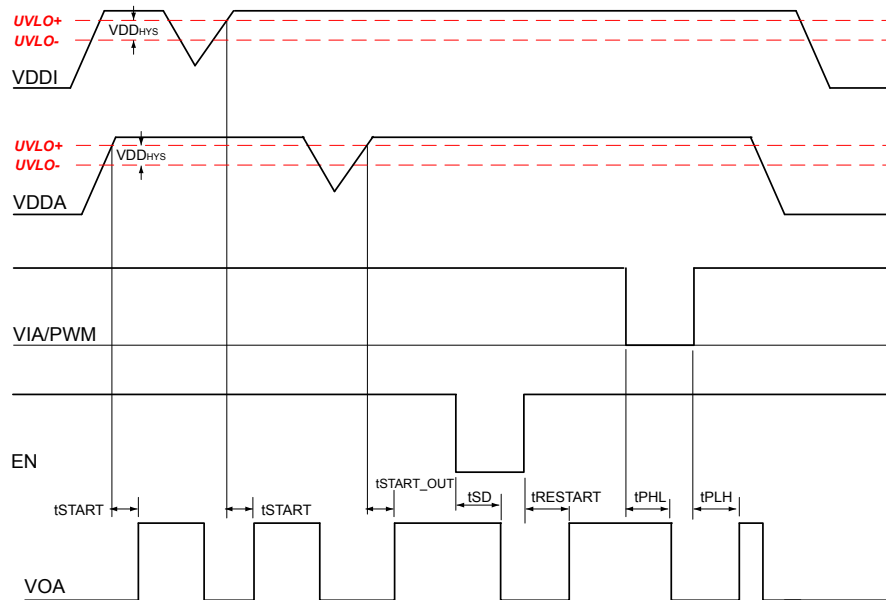 UVLO+
VDDHYS
UVLO-
VDDI
UVLO+
VDDHYS
UVLO-
VDDA
VIA/PWM
EN
tSTART
tSTART
tSTART_OUT
tSD
tRESTART
tPHL
tPLH
VOA